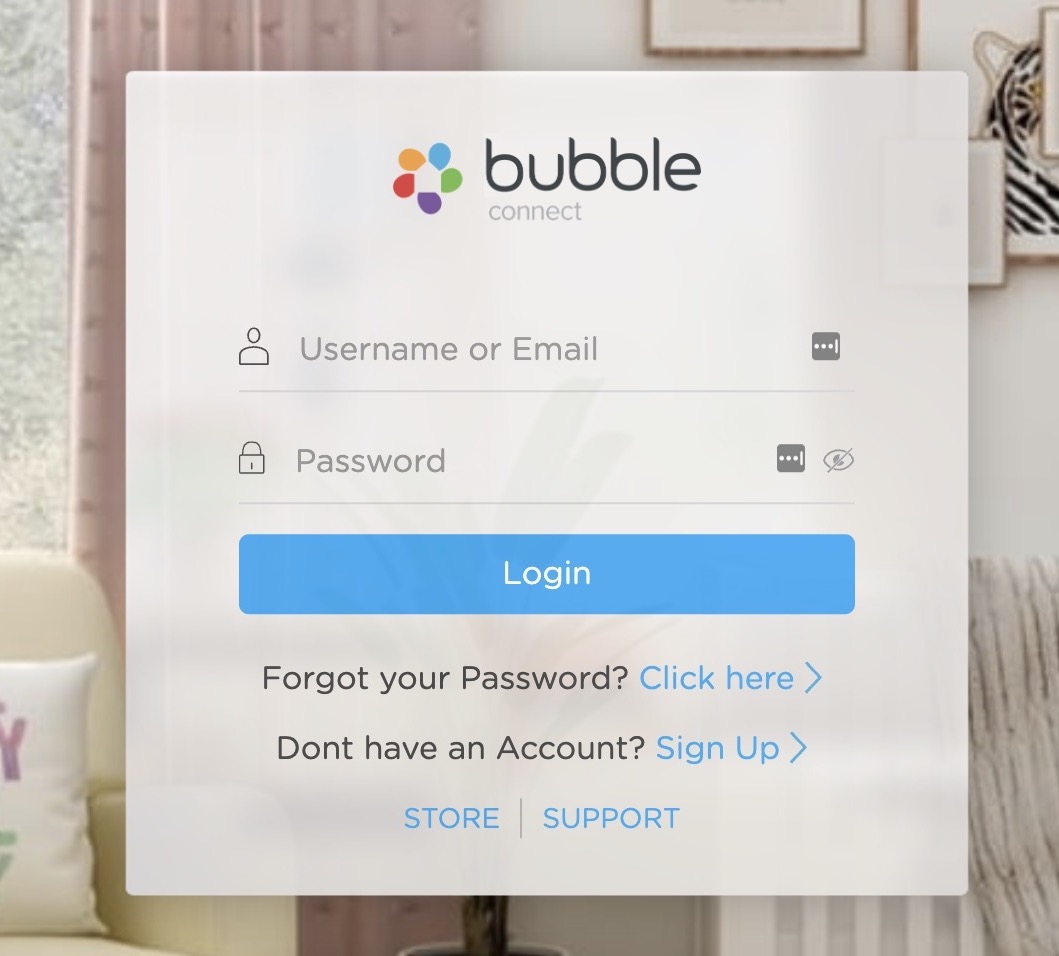 bubble
connect
Username or Email
Password
Login
Forgot your Password? Click here
Dont have an Account? Sign Up
STORE | SUPPORT